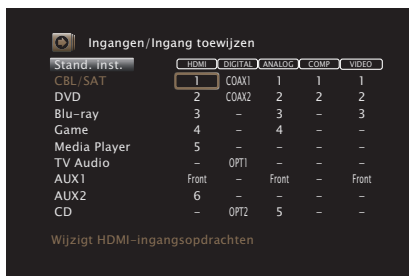 Ingangen/Ingang toewijzen
Stand. inst. HDMI DIGITAL ANALOG COMP VIDEO
CBL/SAT 1 COAX1 1 1 1
DVD 2 COAX2 2 2 2
Blu-ray 3 – 3 – 3
Game 4 – 4 – –
Media Player 5 – – – –
TV Audio – OPT1 – – –
AUX1 Front – Front – Front
AUX2 6 – – – –
CD – OPT2 5 – –
Wijzigt HDMI-ingangsopdrachten